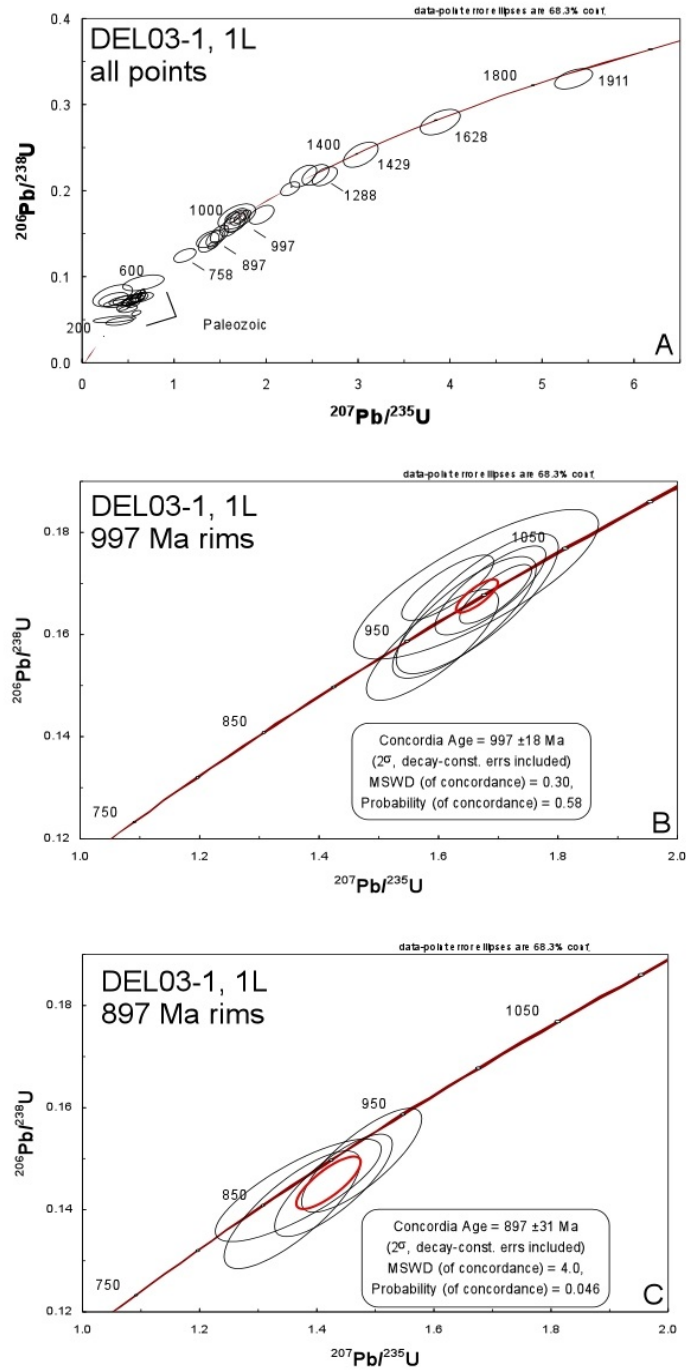 data-point error ellipses are 68.3% conf.
DEL03-1, 1L
all points
0.4
0.3
0.2
0.1
0.0
206Pb/238U
1800
1911
1628
1400
1429
1288
1000
997
897
758
600
200
Paleozoic
A
0 1 2 3 4 5 6
207Pb/235U
data-point error ellipses are 68.3% conf.
DEL03-1, 1L
997 Ma rims
0.18
0.16
0.14
0.12
206Pb/238U
1050
950
850
750
Concordia Age = 997 ±18 Ma
(2σ, decay-const. errs included)
MSWD (of concordance) = 0.30,
Probability (of concordance) = 0.58
B
1.0 1.2 1.4 1.6 1.8 2.0
207Pb/235U
data-point error ellipses are 68.3% conf.
DEL03-1, 1L
897 Ma rims
0.18
0.16
0.14
0.12
206Pb/238U
1050
950
850
750
Concordia Age = 897 ±31 Ma
(2σ, decay-const. errs included)
MSWD (of concordance) = 4.0,
Probability (of concordance) = 0.046
C
1.0 1.2 1.4 1.6 1.8 2.0
207Pb/235U